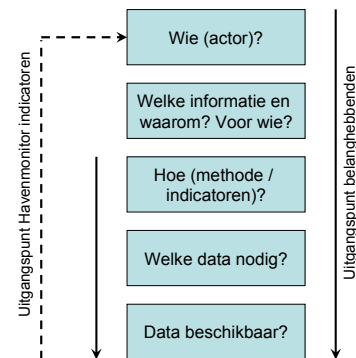 Wie (actor)?
Welke informatie en
waarom? Voor wie?
Hoe (methode /
indicatoren)?
Welke data nodig?
Data beschikbaar?
Uitgangspunt Havenmonitor indicatoren
Uitgangspunt belanghebbenden